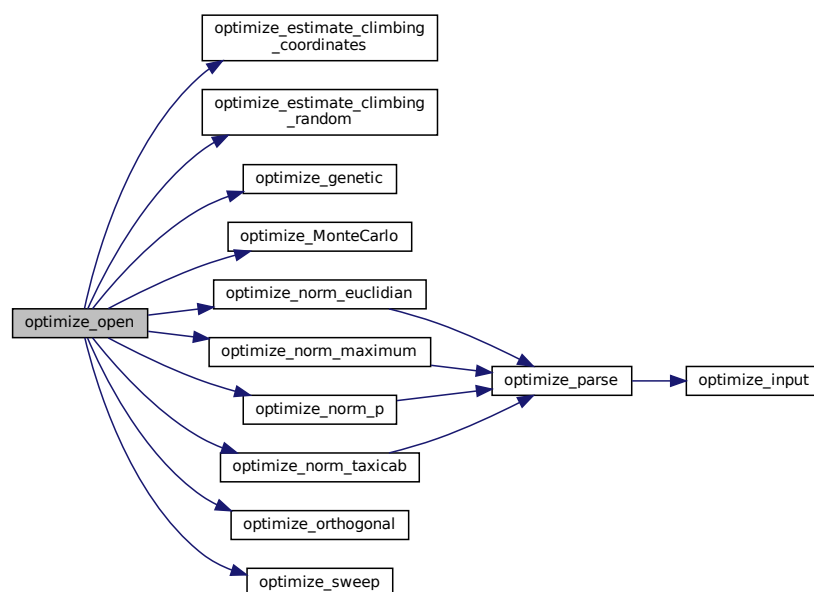 optimize_estimate_climbing
_coordinates
optimize_estimate_climbing
_random
optimize_genetic
optimize_MonteCarlo
optimize_norm_euclidian
optimize_open
optimize_norm_maximum
optimize_parse
optimize_input
optimize_norm_p
optimize_norm_taxicab
optimize_orthogonal
optimize_sweep